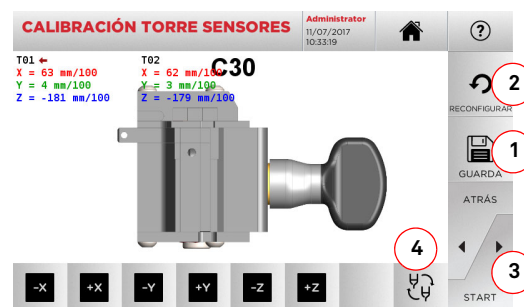 CALIBRACIÓN TORRE SENSORES
Administrator
11/07/2017
10:33:19
?
T01
X = 63 mm/100
Y = 4 mm/100
Z = -181 mm/100
T02
X = 62 mm/100
Y = 3 mm/100
Z = -179 mm/100
C30
2
RECONFIGURAR
1
GUARDA
ATRÁS
4
3
START
-X
+X
-Y
+Y
-Z
+Z